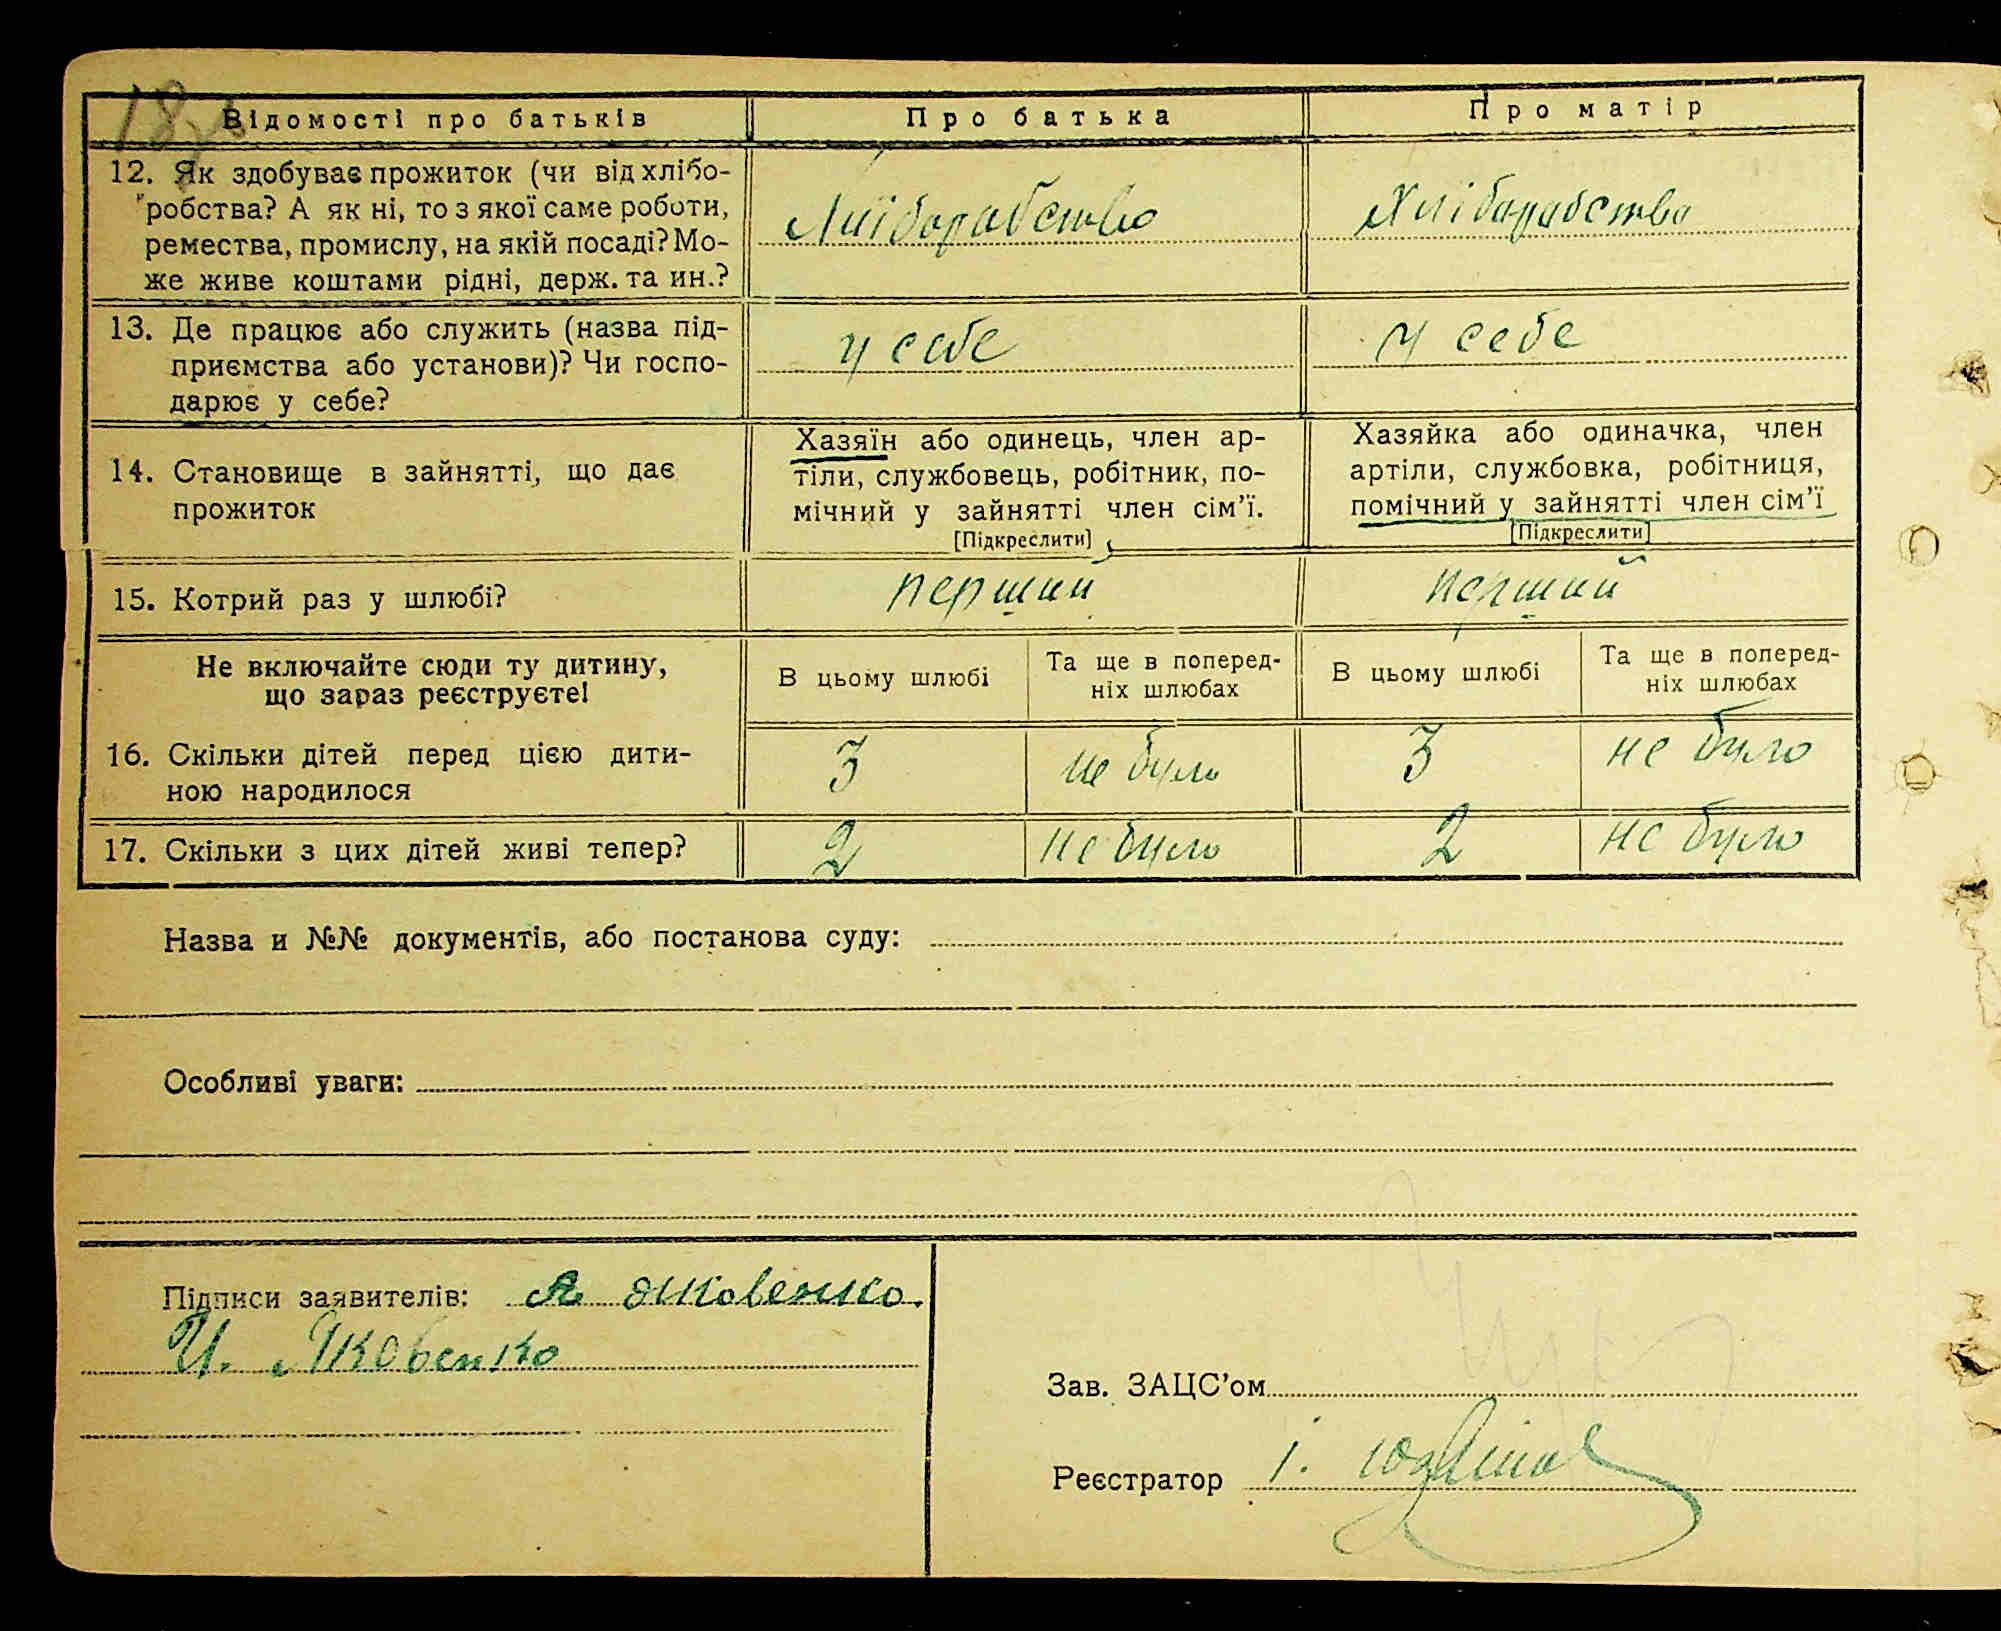 18
Відомості про батьків
Про батька
Про матір
12. Як здобуває прожиток (чи від хлібо-
робства? А як ні, то з якої саме роботи,
ремества, промислу, на якій посаді? Мо-
же живе коштами рідні, держ. та ин.?
Хліборобство
Хліборобство
13. Де працює або служить (назва під-
приємства або установи)? Чи госпо-
дарює у себе?
у себе
у себе
14. Становище в зайнятті, що дає
прожиток
Хазяїн або одинець, член ар-
тіли, службовець, робітник, по-
мічний у зайнятті член сім’ї.
[Підкреслити]
Хазяйка або одиначка, член
артіли, службовка, робітниця,
помічний у зайнятті член сім’ї
[Підкреслити]
15. Котрий раз у шлюбі?
перший
перший
Не включайте сюди ту дитину,
що зараз реєструєте!
В цьому шлюбі
Та ще в поперед-
ніх шлюбах
В цьому шлюбі
Та ще в поперед-
ніх шлюбах
16. Скільки дітей перед цією дити-
ною народилося
3
не було
3
не було
17. Скільки з цих дітей живі тепер?
2
не було
2
не було
Назва и №№ документів, або постанова суду:
Особливі уваги:
Підписи заявителів: Я Яковенко.
И. Яковенко
Зав. ЗАЦС’ом
Реєстратор І.